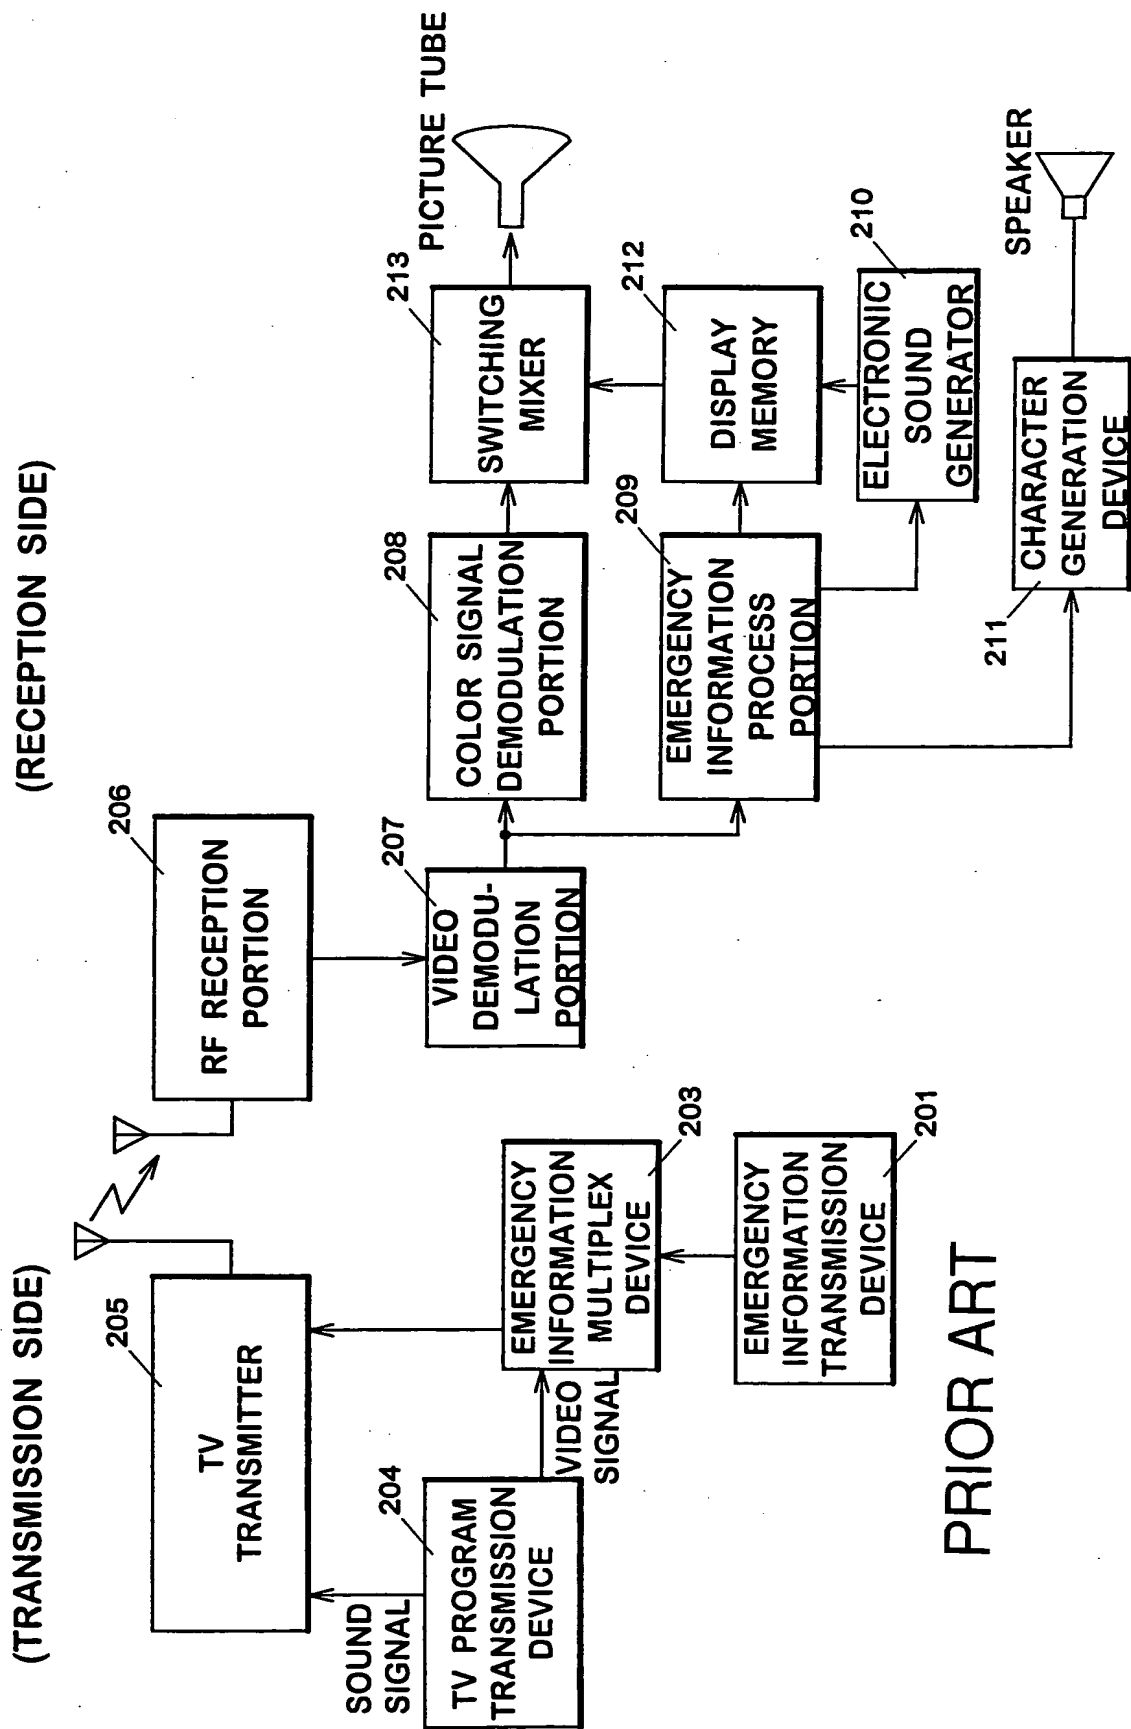 (TRANSMISSION SIDE)
(RECEPTION SIDE)
205
TV
TRANSMITTER
206
RF RECEPTION
PORTION
SOUND
SIGNAL
204
TV PROGRAM
TRANSMISSION
DEVICE
VIDEO
SIGNAL
EMERGENCY
INFORMATION
MULTIPLEX
DEVICE
203
EMERGENCY
INFORMATION
TRANSMISSION
DEVICE
201
207
VIDEO
DEMODU-
LATION
PORTION
208
COLOR SIGNAL
DEMODULATION
PORTION
213
SWITCHING
MIXER
PICTURE TUBE
209
EMERGENCY
INFORMATION
PROCESS
PORTION
212
DISPLAY
MEMORY
210
ELECTRONIC
SOUND
GENERATOR
211
CHARACTER
GENERATION
DEVICE
SPEAKER
PRIOR ART